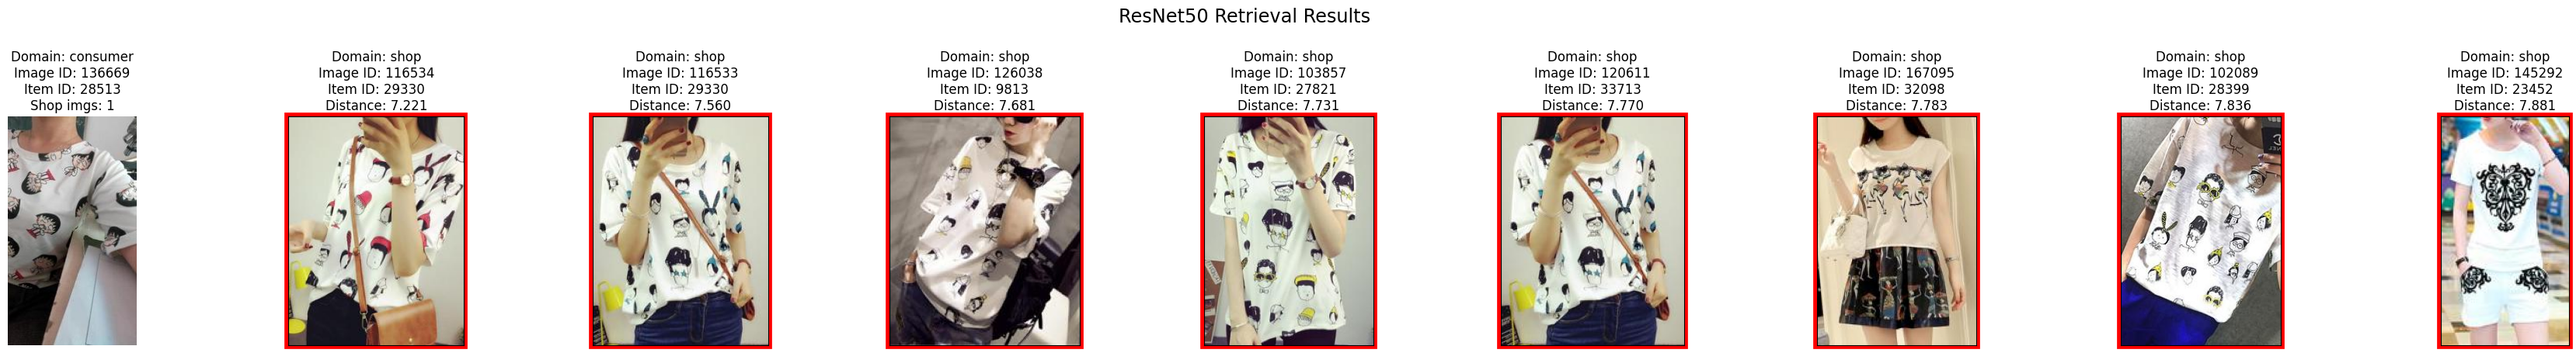 ResNet50 Retrieval Results
Domain: consumer
Image ID: 136669
Item ID: 28513
Shop imgs: 1
Domain: shop
Image ID: 116534
Item ID: 29330
Distance: 7.221
Domain: shop
Image ID: 116533
Item ID: 29330
Distance: 7.560
Domain: shop
Image ID: 126038
Item ID: 9813
Distance: 7.681
Domain: shop
Image ID: 103857
Item ID: 27821
Distance: 7.731
Domain: shop
Image ID: 120611
Item ID: 33713
Distance: 7.770
Domain: shop
Image ID: 167095
Item ID: 32098
Distance: 7.783
Domain: shop
Image ID: 102089
Item ID: 28399
Distance: 7.836
Domain: shop
Image ID: 145292
Item ID: 23452
Distance: 7.881